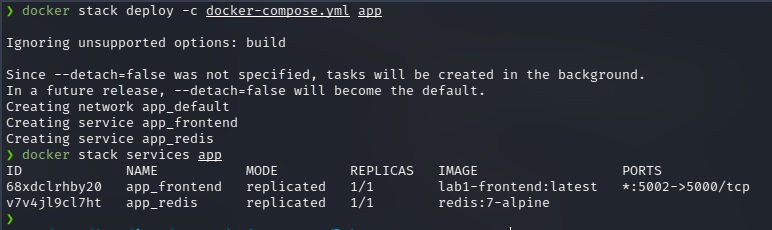 ❯ docker stack deploy -c docker-compose.yml app
Ignoring unsupported options: build
Since --detach=false was not specified, tasks will be created in the background.
In a future release, --detach=false will become the default.
Creating network app_default
Creating service app_frontend
Creating service app_redis
❯ docker stack services app
ID NAME MODE REPLICAS IMAGE PORTS
68xdclrhby20 app_frontend replicated 1/1 lab1-frontend:latest *:5002->5000/tcp
v7v4jl9cl7ht app_redis replicated 1/1 redis:7-alpine
❯